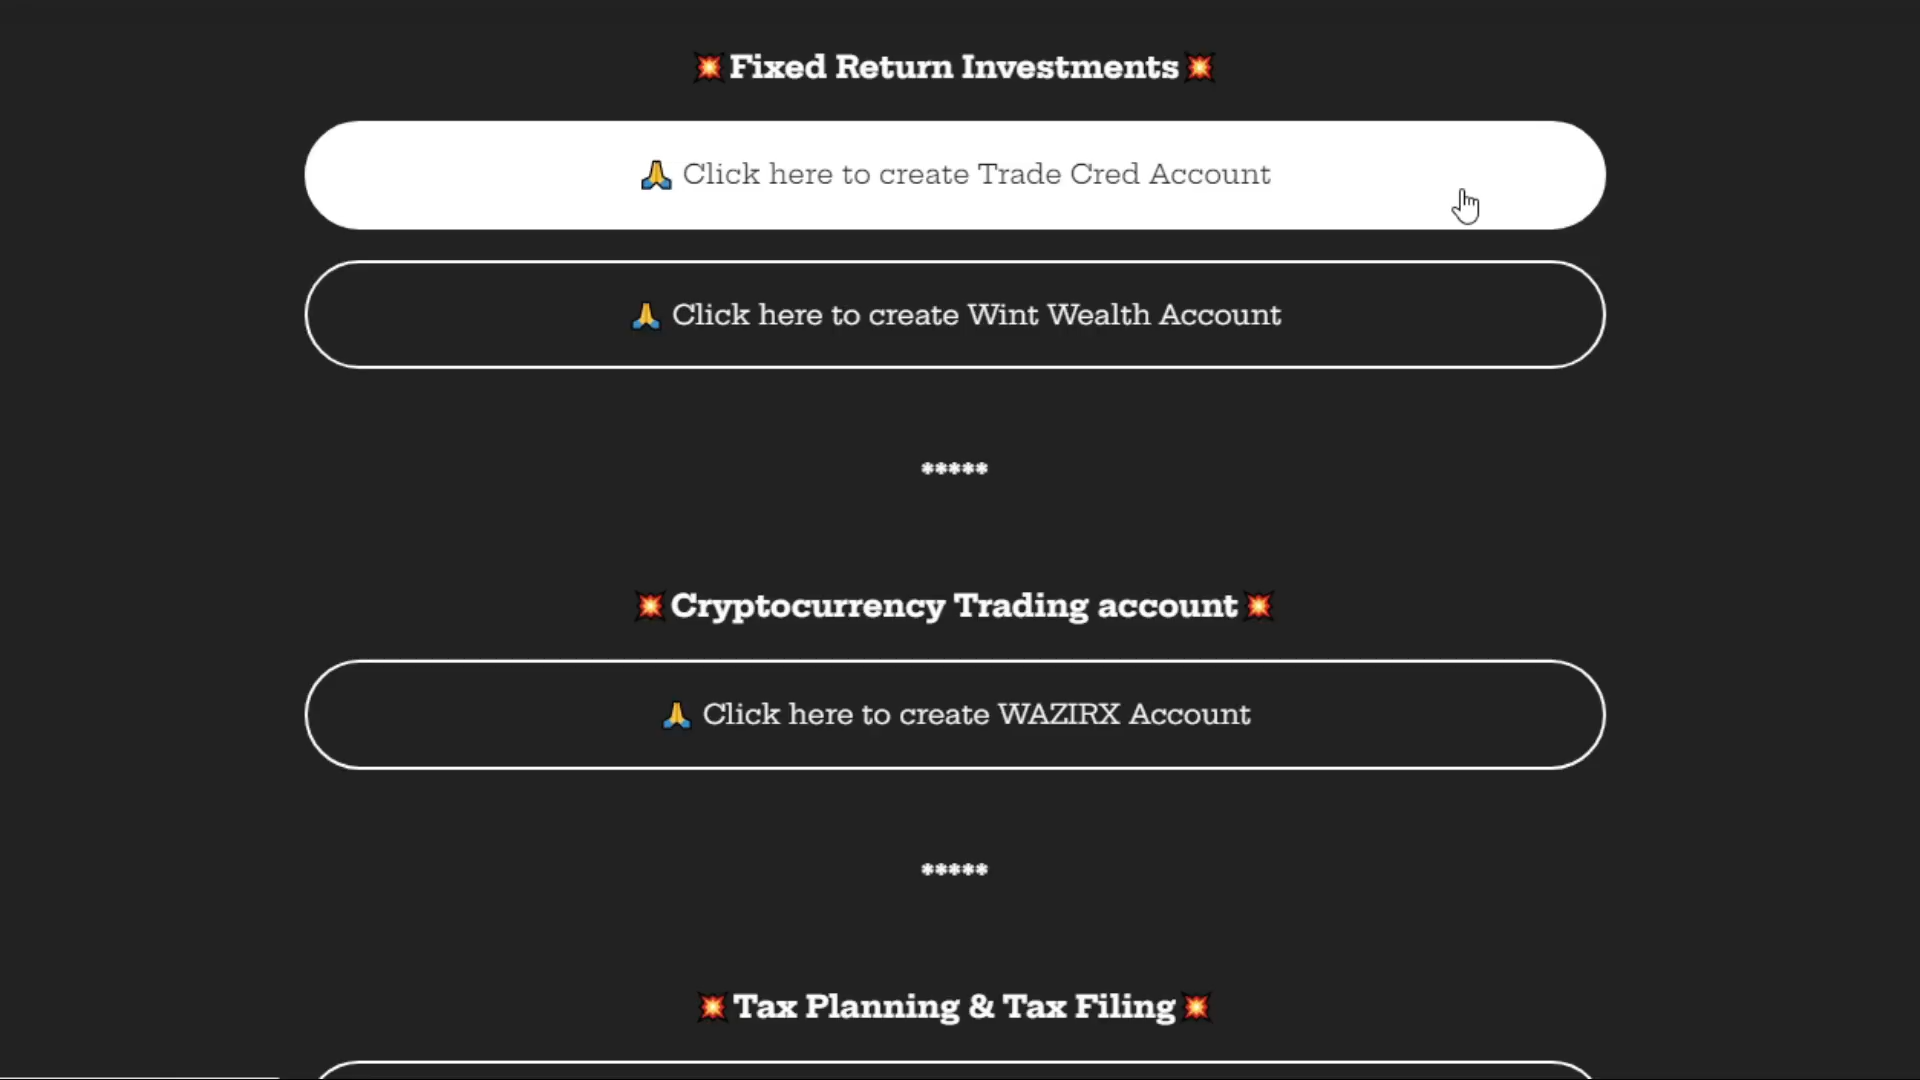 💥Fixed Return Investments💥
🙏 Click here to create Trade Cred Account
🙏 Click here to create Wint Wealth Account
*****
💥Cryptocurrency Trading account💥
🙏 Click here to create WAZIRX Account
*****
💥Tax Planning & Tax Filing💥